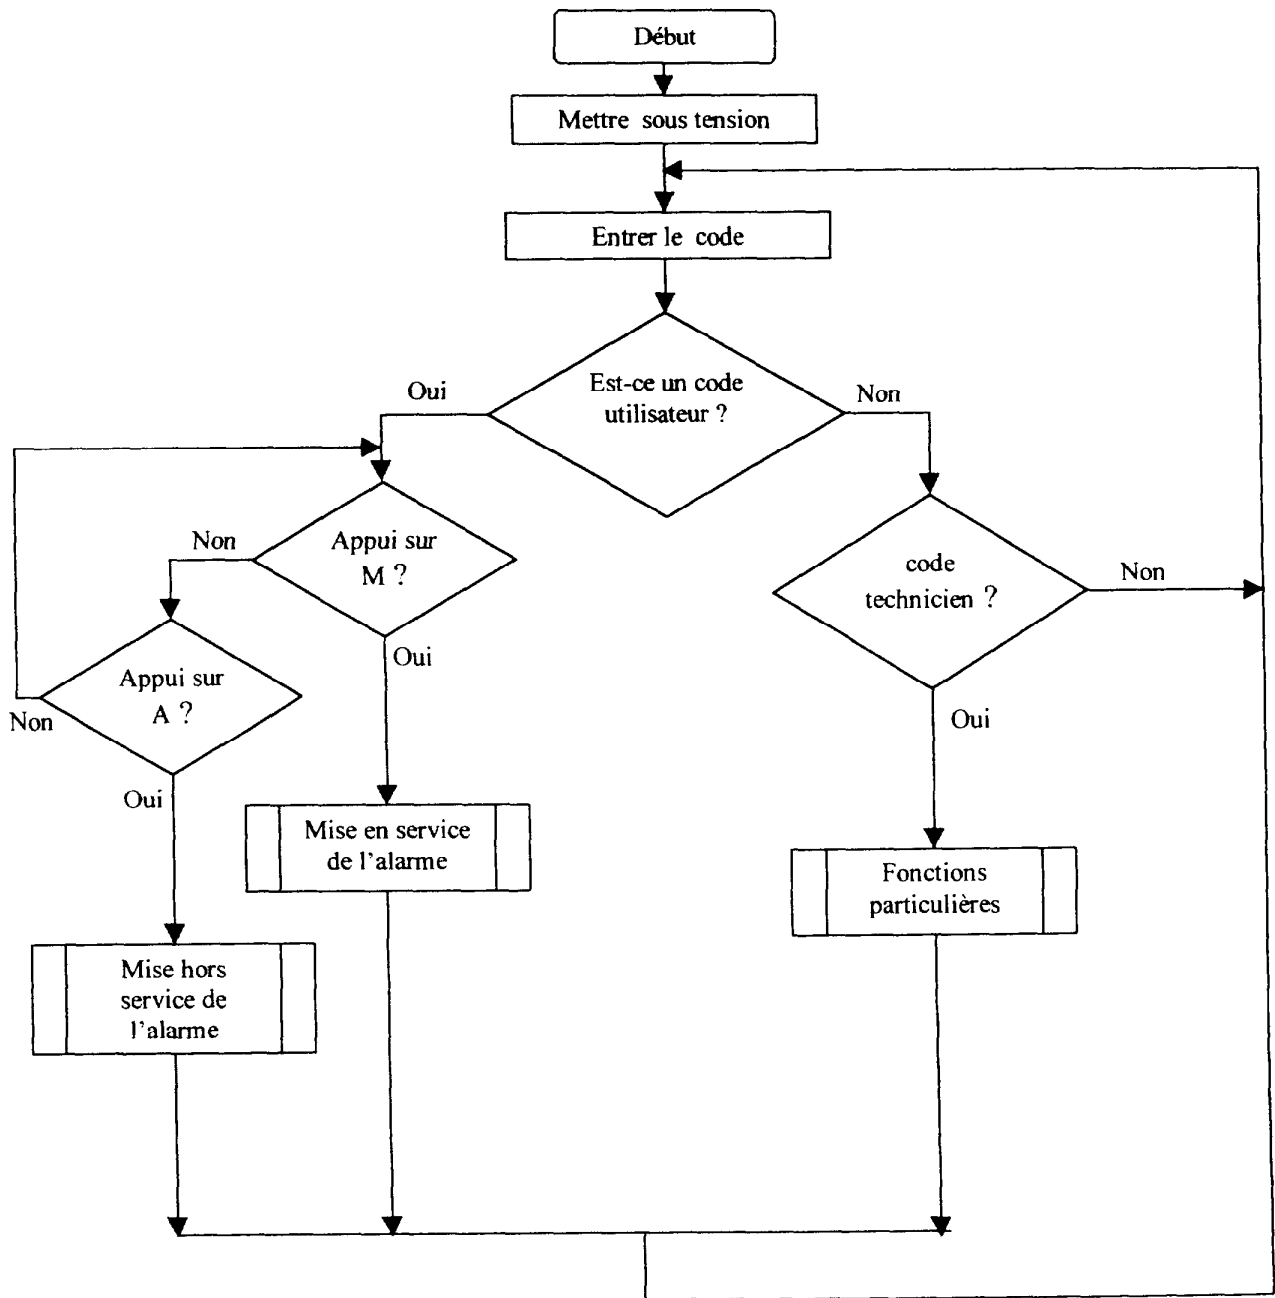 Début
Mettre sous tension
Entrer le code
Est-ce un code
utilisateur ?
Oui
Non
Appui sur
M ?
Non
Oui
code
technicien ?
Non
Oui
Appui sur
A ?
Non
Oui
Mise en service
de l'alarme
Fonctions
particulières
Mise hors
service de
l'alarme